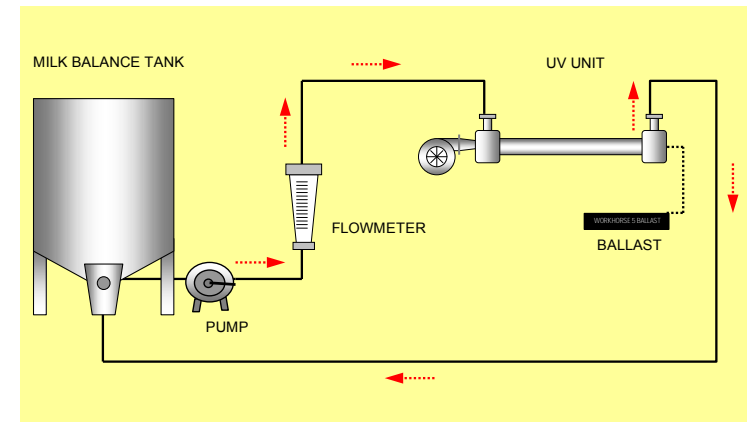 MILK BALANCE TANK
UV UNIT
FLOWMETER
WORKHORSE 5 BALLAST
BALLAST
PUMP